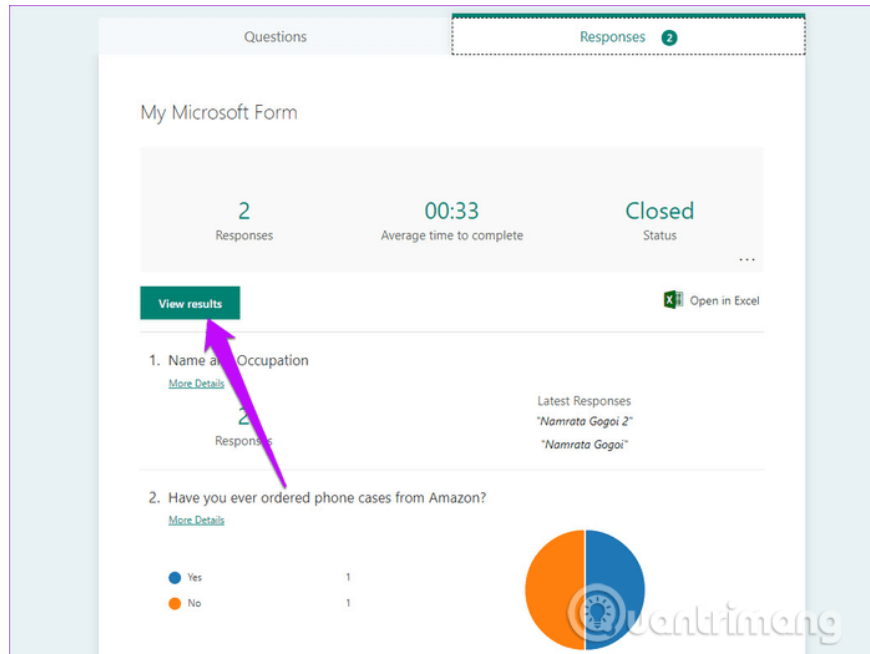 Questions
Responses 2
My Microsoft Form
2 00:33 Closed
Responses Average time to complete Status
...
View results
Open in Excel
1. Name a Occupation
More Details
2
Responses
Latest Responses
"Namrata Gogoi 2"
"Namrata Gogoi"
2. Have you ever ordered phone cases from Amazon?
More Details
Yes 1
No 1
Quantrimang